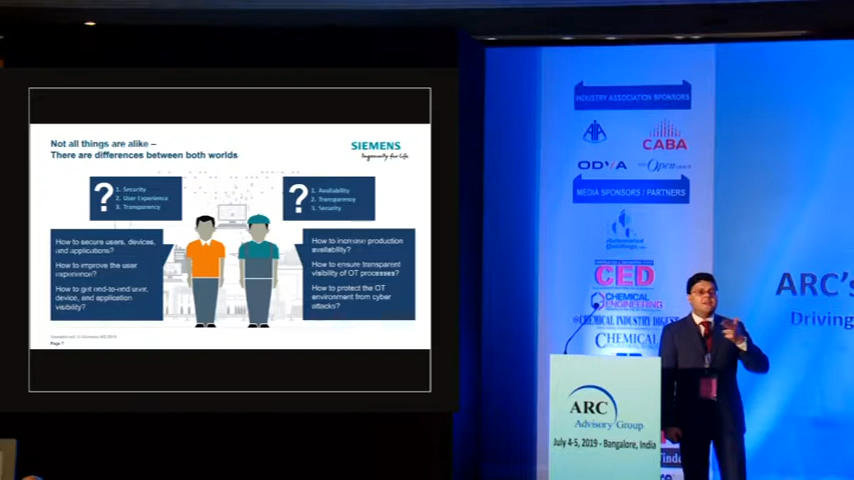 Not all things are alike –
There are differences between both worlds
SIEMENS
Ingenuity for life
?
1. Security
2. User Experience
3. Transparency
?
1. Availability
2. Transparency
3. Security
How to secure users, devices,
and applications?
How to improve the user
experience?
How to get end-to-end user,
device, and application
visibility?
How to increase production
availability?
How to ensure transparent
visibility of OT processes?
How to protect the OT
environment from cyber
attacks?
Page 7
INDUSTRY ASSOCIATION SPONSORS
CABA
ODVA
Open
MEDIA SPONSORS / PARTNERS
CED
CHEMICAL
ENGINEERING
CHEMICAL INDUSTRY DIGEST
CHEMICAL
ARC's
Driving
ARC
Advisory Group
July 4-5, 2019 - Bangalore, India